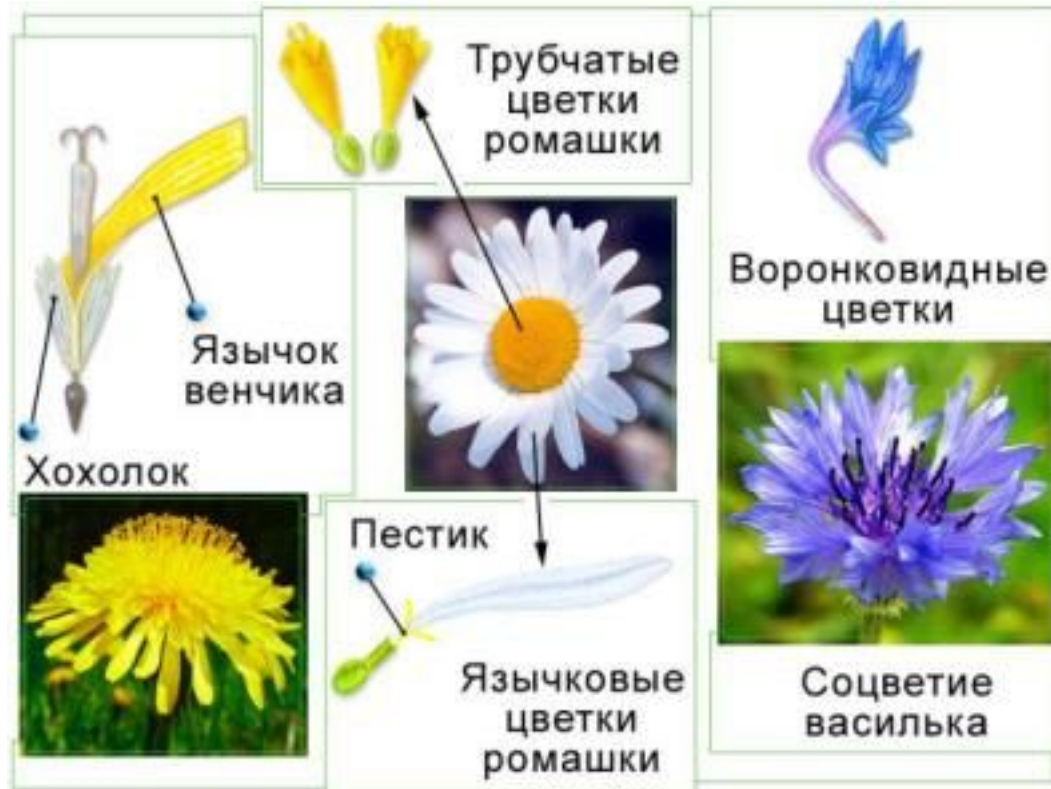 Трубчатые
цветки
ромашки
Воронковидные
цветки
Язычок
венчика
Хохолок
Пестик
Язычковые
цветки
ромашки
Соцветие
василька